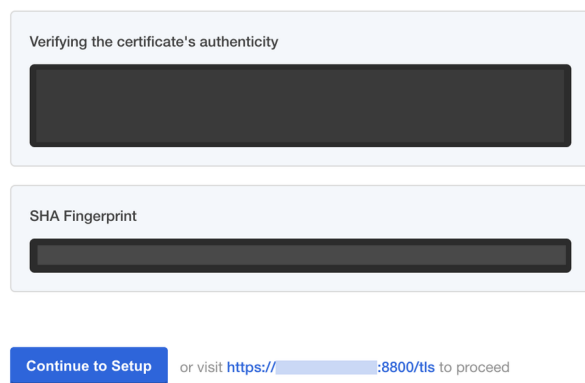 Verifying the certificate's authenticity
SHA Fingerprint
Continue to Setup or visit https:// :8800/tls to proceed